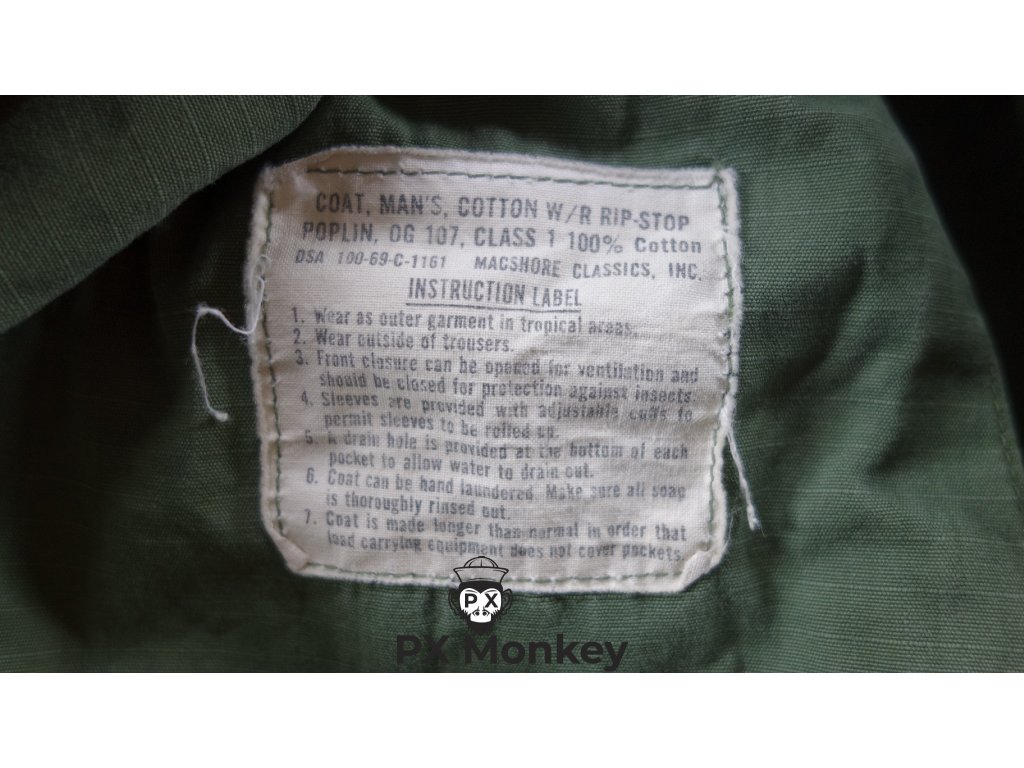 COAT, MAN'S, COTTON W/R RIP-STOP
POPLIN, OG 107, CLASS 1 100% Cotton
DSA 100-69-C-1161 MACSHORE CLASSICS, INC.
INSTRUCTION LABEL
1. Wear as outer garment in tropical areas.
2. Wear outside of trousers.
3. Front closure can be opened for ventilation and
should be closed for protection against insects.
4. Sleeves are provided with adjustable cuffs to
permit sleeves to be rolled up.
5. A drain hole is provided at the bottom of each
pocket to allow water to drain out.
6. Coat can be hand laundered. Make sure all soap
is thoroughly rinsed out.
7. Coat is made longer than normal in order that
load carrying equipment does not cover pockets.
PX
PX Monkey